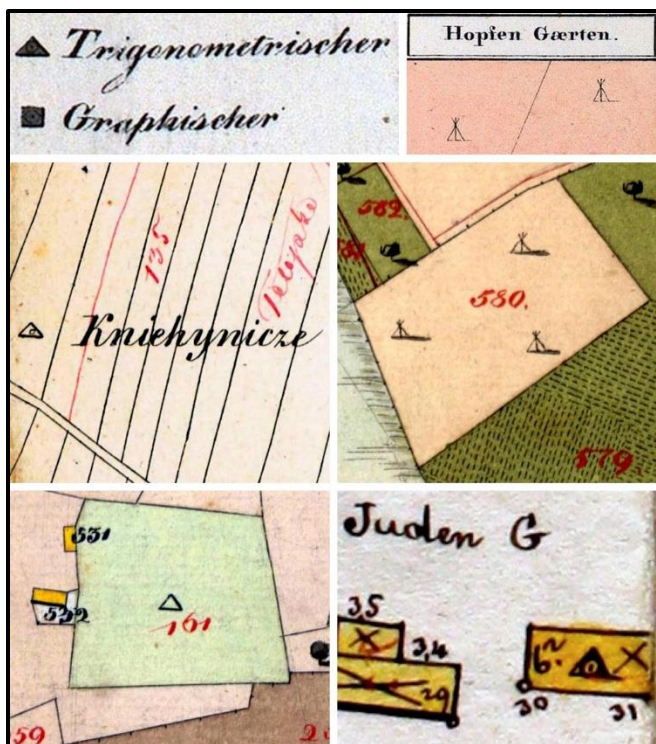 Trigonometrischer
Graphischer
Hopfen Gærten.
135
Kniehynicze
582.
580.
579.
531
532
161
59
Juden G
35
34
29
62
30
31